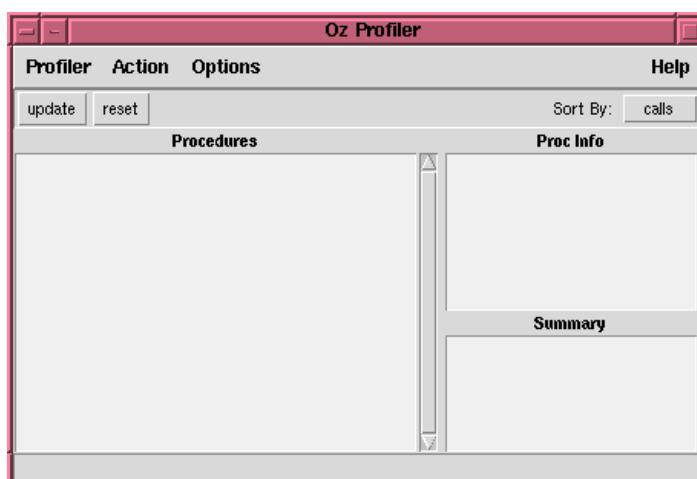 Oz Profiler
Profiler Action Options Help
update reset Sort By: calls
Procedures Proc Info
Summary